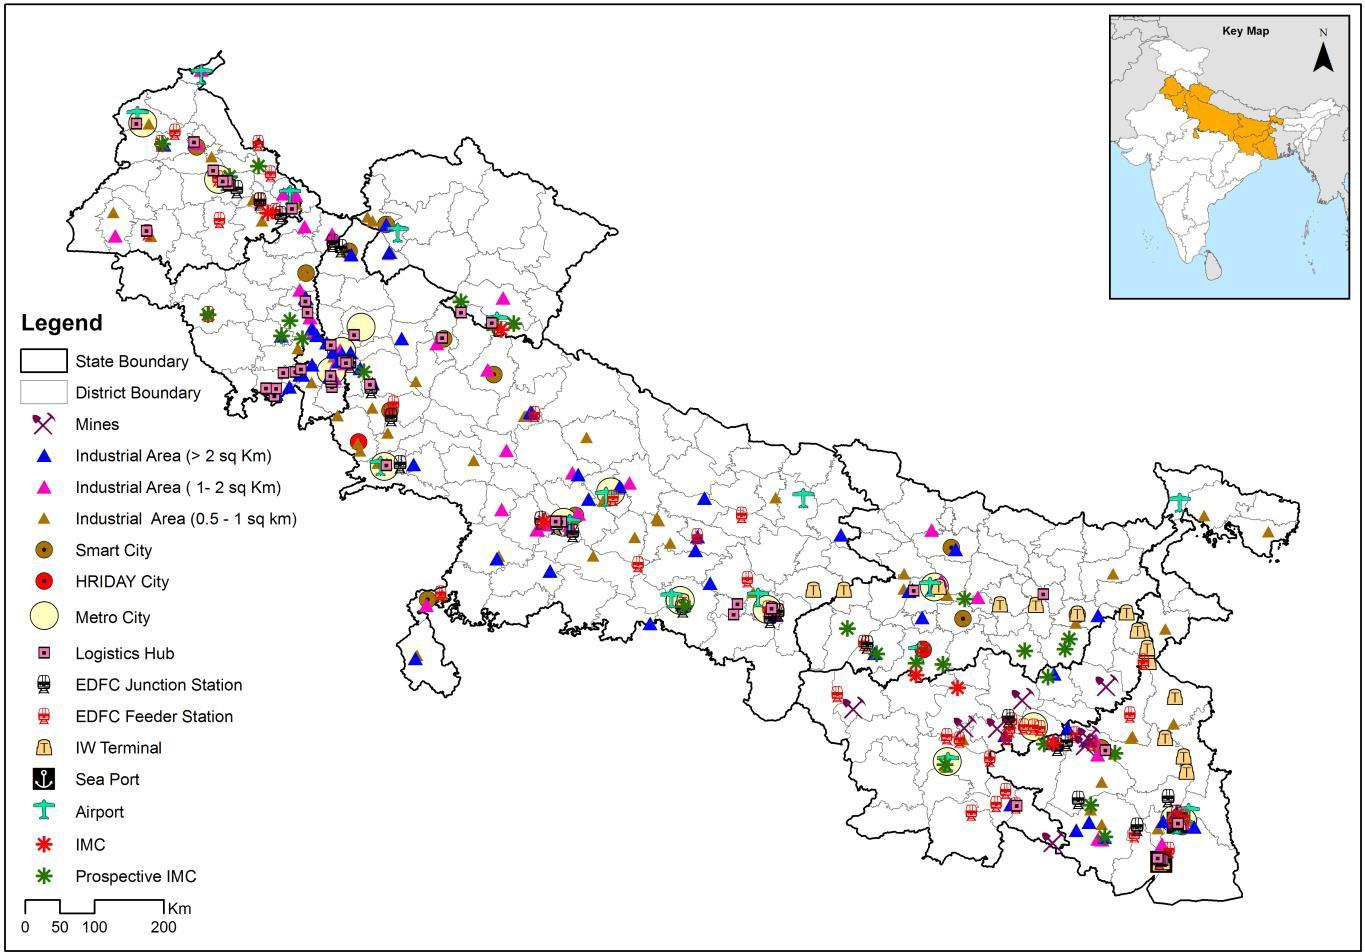 Key Map
N
Legend
State Boundary
District Boundary
Mines
Industrial Area (> 2 sq Km)
Industrial Area ( 1- 2 sq Km)
Industrial Area (0.5 - 1 sq km)
Smart City
HRIDAY City
Metro City
Logistics Hub
EDFC Junction Station
EDFC Feeder Station
IW Terminal
Sea Port
Airport
IMC
Prospective IMC
Km
0 50 100 200